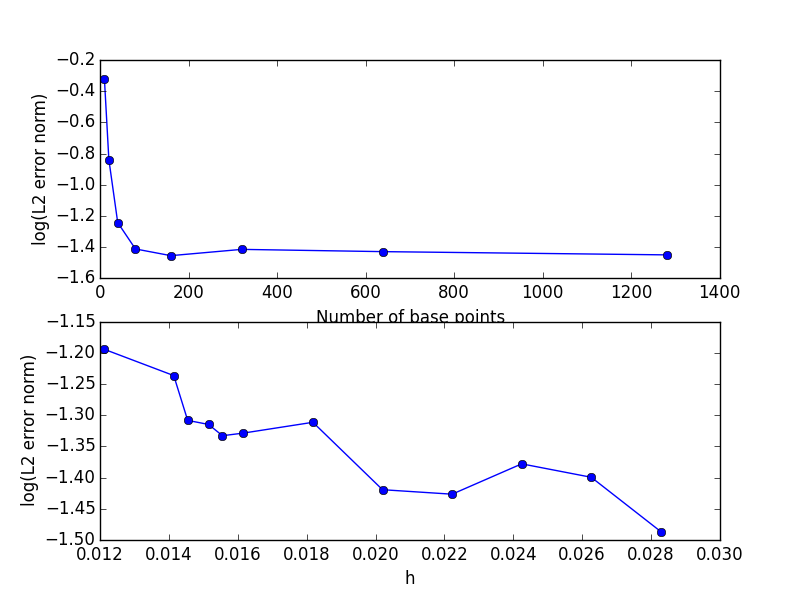 −0.2
−0.4
−0.6
−0.8
−1.0
−1.2
−1.4
−1.6
log(L2 error norm)
0 200 400 600 800 1000 1200 1400
Number of base points
−1.15
−1.20
−1.25
−1.30
−1.35
−1.40
−1.45
−1.50
log(L2 error norm)
0.012 0.014 0.016 0.018 0.020 0.022 0.024 0.026 0.028 0.030
h